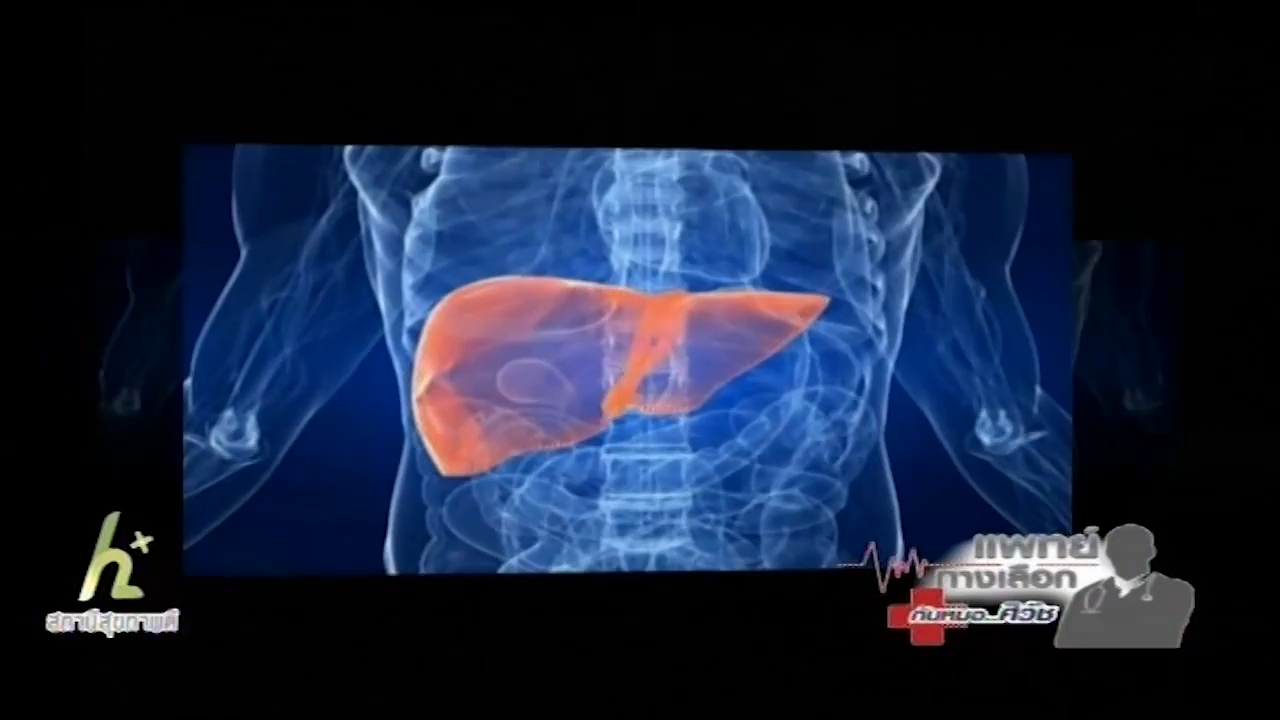 h+
สถานีสุขภาพดี
แพทย์
ทางเลือก
กับหมอ..ศิวัช